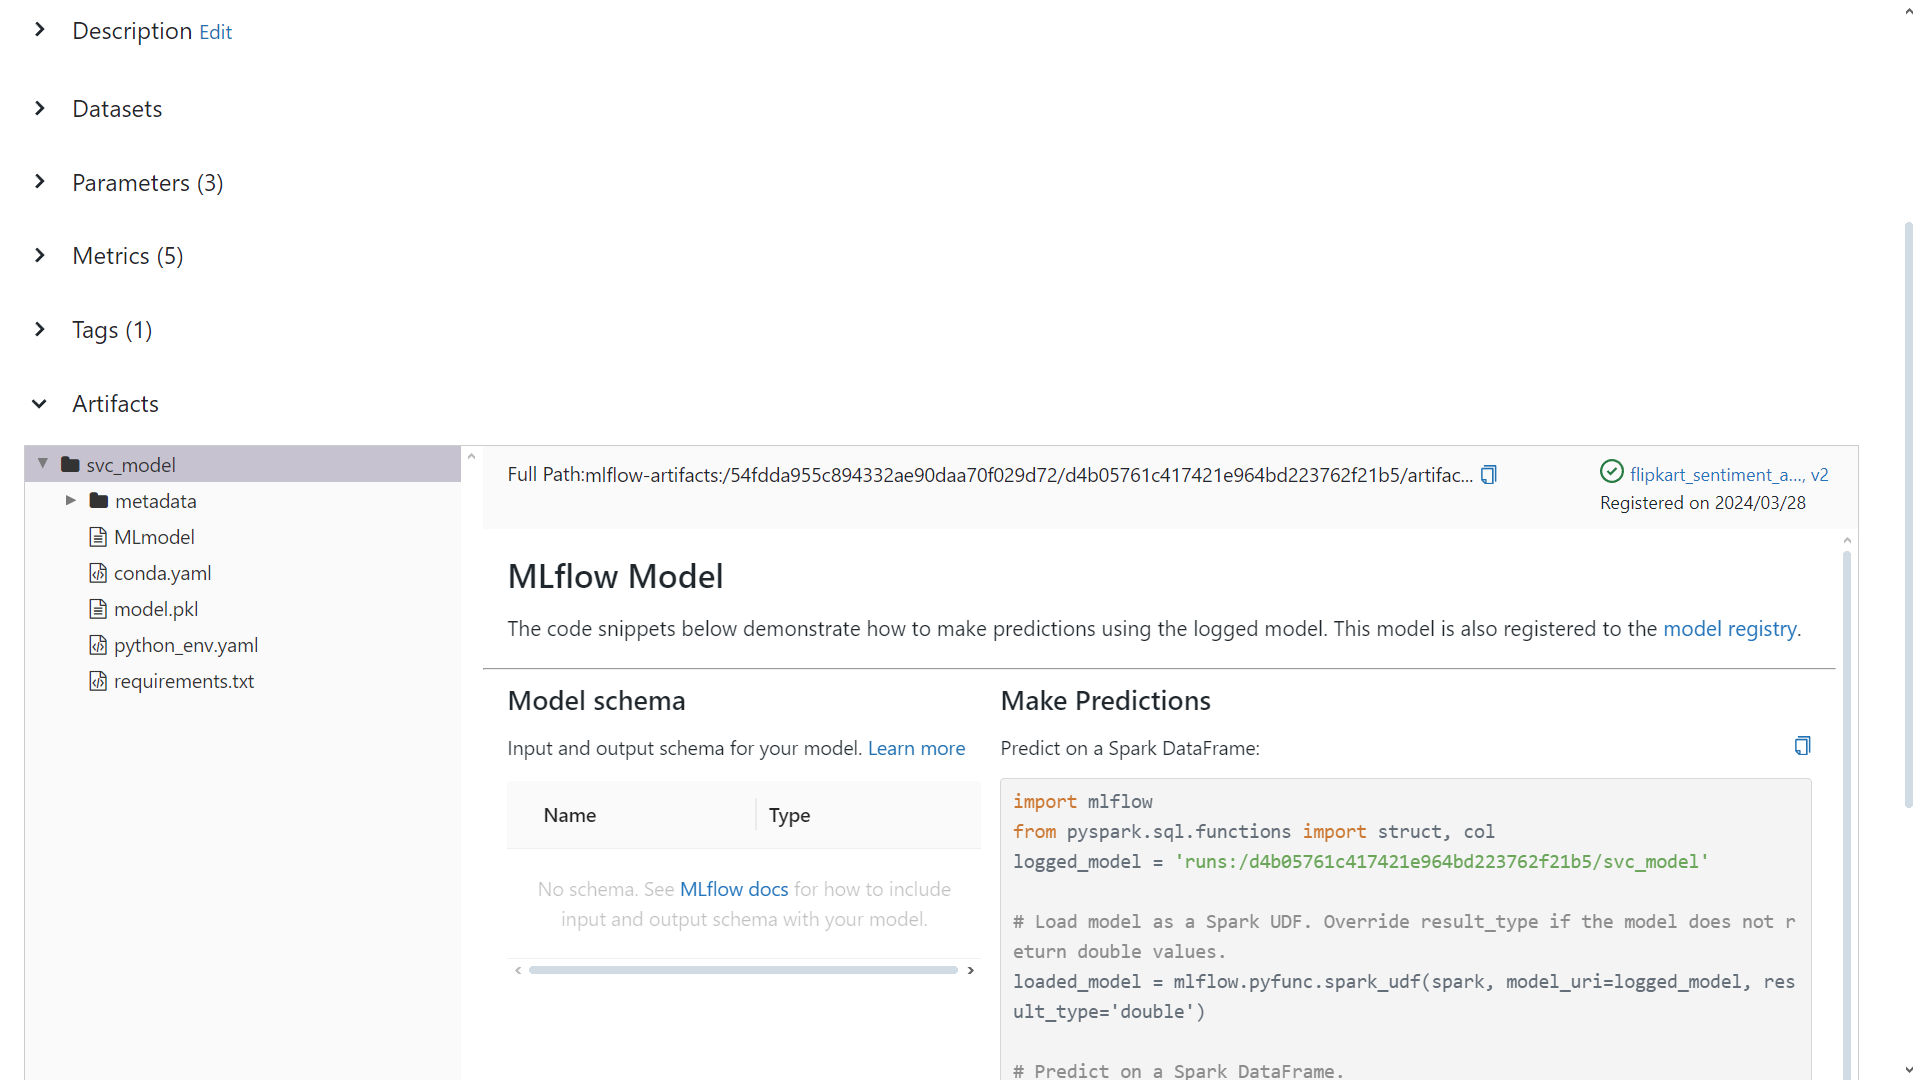 Description Edit
Datasets
Parameters (3)
Metrics (5)
Tags (1)
Artifacts
svc_model
metadata
MLmodel
conda.yaml
model.pkl
python_env.yaml
requirements.txt
Full Path:mlflow-artifacts:/54fdda955c894332ae90daa70f029d72/d4b05761c417421e964bd223762f21b5/artifac...
flipkart_sentiment_a..., v2
Registered on 2024/03/28
MLflow Model
The code snippets below demonstrate how to make predictions using the logged model. This model is also registered to the model registry.
Model schema
Input and output schema for your model. Learn more
Name Type
No schema. See MLflow docs for how to include
input and output schema with your model.
Make Predictions
Predict on a Spark DataFrame:
import mlflow
from pyspark.sql.functions import struct, col
logged_model = 'runs:/d4b05761c417421e964bd223762f21b5/svc_model'
# Load model as a Spark UDF. Override result_type if the model does not r
eturn double values.
loaded_model = mlflow.pyfunc.spark_udf(spark, model_uri=logged_model, res
ult_type='double')
# Predict on a Spark DataFrame.